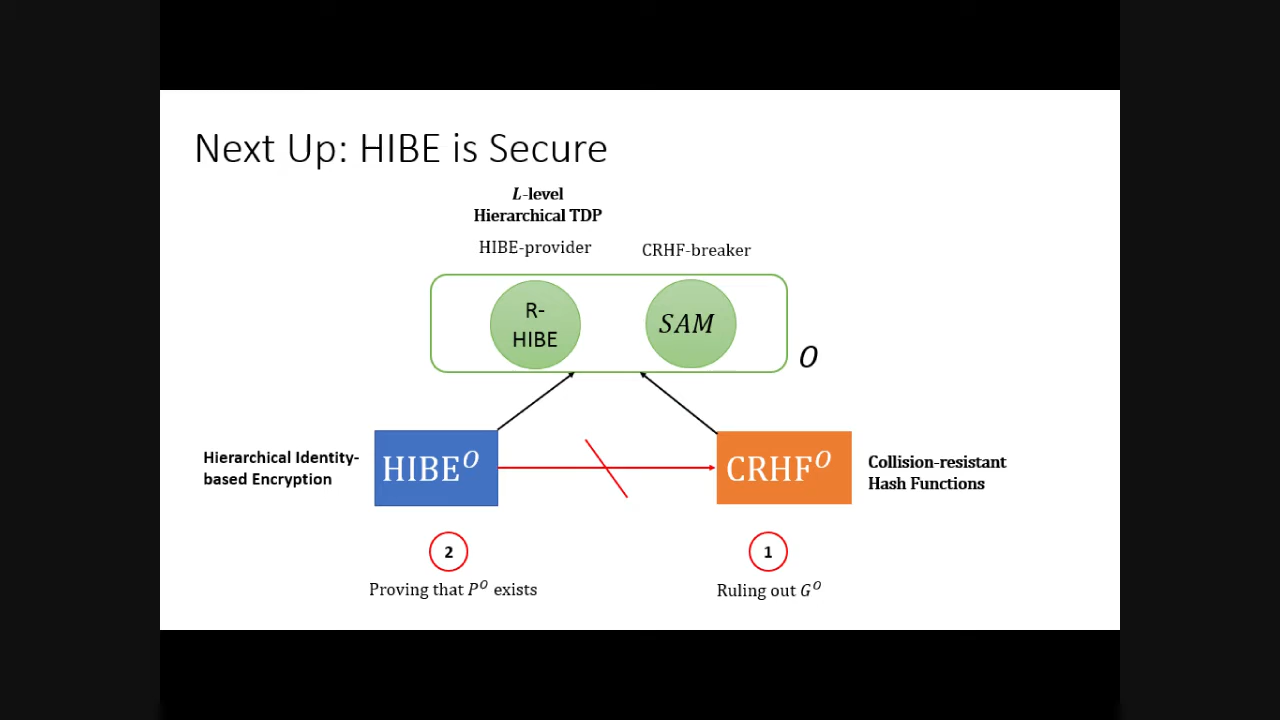 Next Up: HIBE is Secure
L-level
Hierarchical TDP
HIBE-provider
CRHF-breaker
R-
HIBE
SAM
O
Hierarchical Identity-
based Encryption
HIBE^O
CRHF^O
Collision-resistant
Hash Functions
2
1
Proving that P^O exists
Ruling out G^O